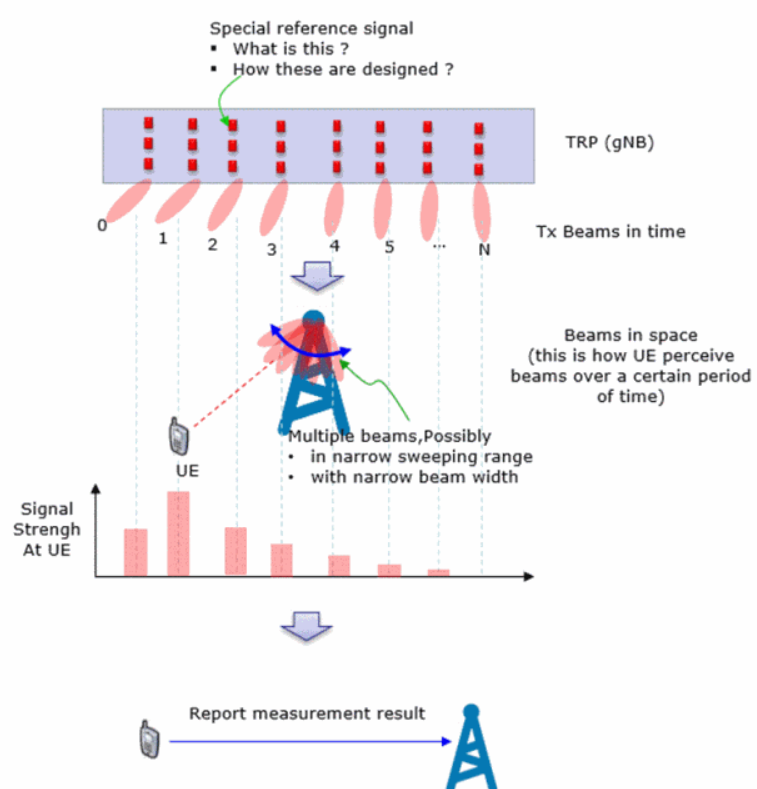 Special reference signal
▪ What is this ?
▪ How these are designed ?
TRP (gNB)
0
1
2
3
4
5
...
N
Tx Beams in time
Beams in space
(this is how UE perceive
beams over a certain period
of time)
UE
Multiple beams,Possibly
• in narrow sweeping range
• with narrow beam width
Signal
Strengh
At UE
Report measurement result